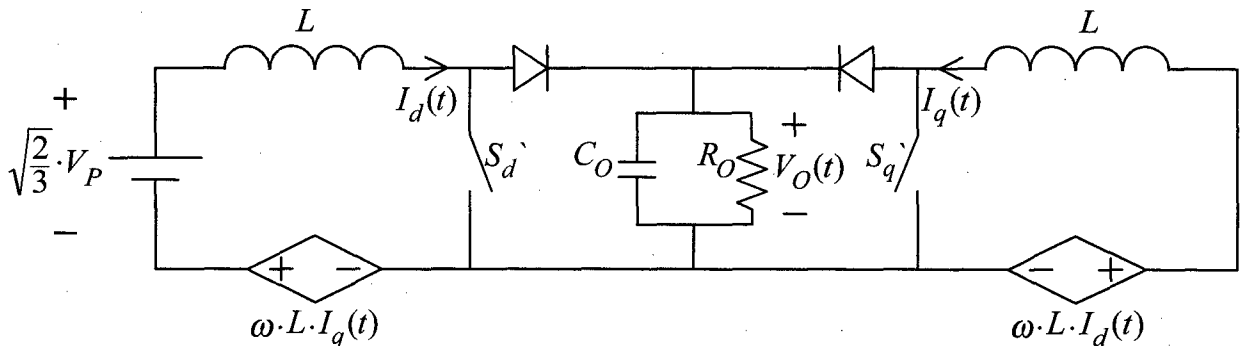 L
L
+
I_d(t)
I_q(t)
√(2/3)·V_P
S_d`
C_O
R_O
+
V_O(t)
−
S_q`
−
+ −
− +
ω·L·I_q(t)
ω·L·I_d(t)